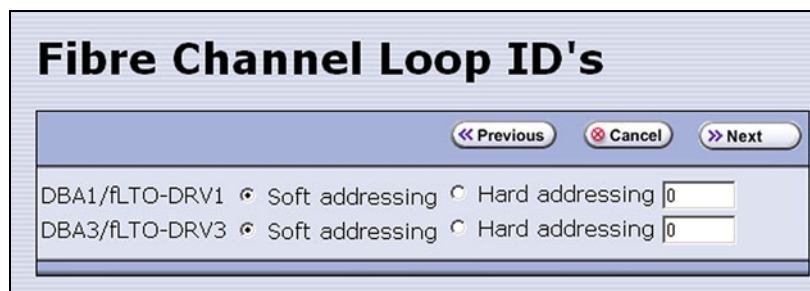 Fibre Channel Loop ID's
Previous Cancel Next
DBA1/fLTO-DRV1 Soft addressing Hard addressing 0
DBA3/fLTO-DRV3 Soft addressing Hard addressing 0